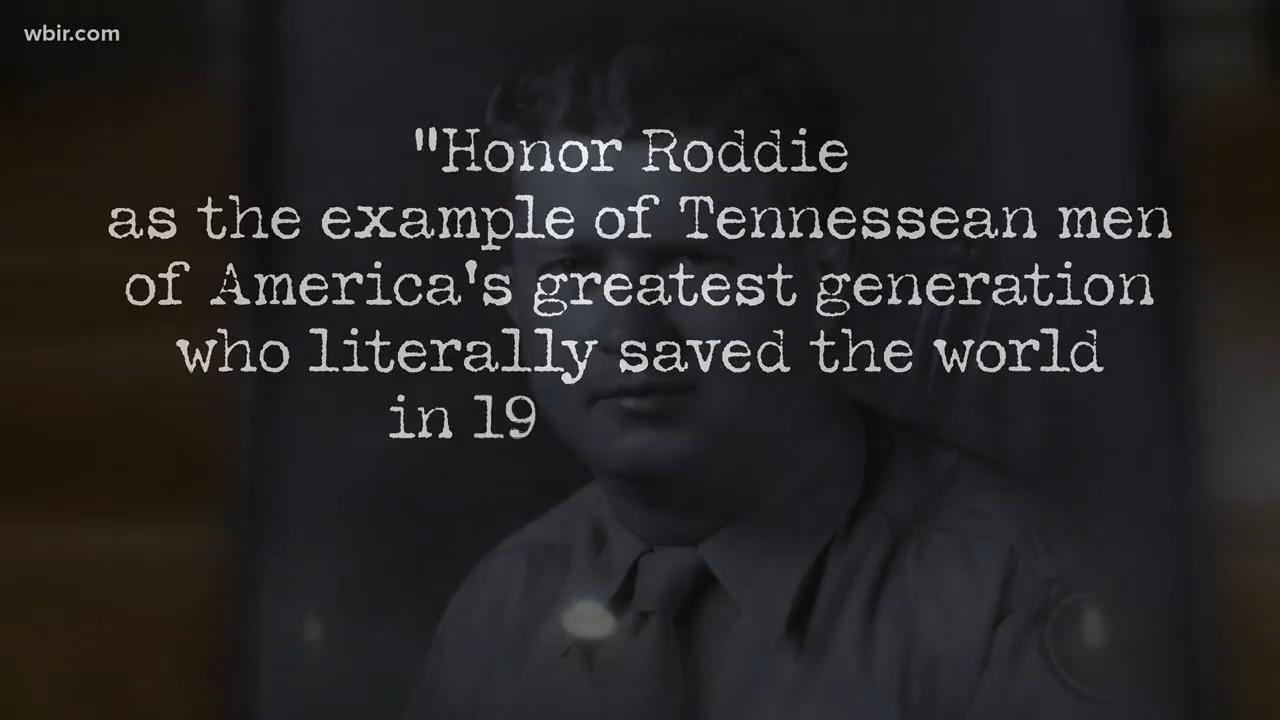 wbir.com
"Honor Roddie
as the example of Tennessean men
of America's greatest generation
who literally saved the world
in 19